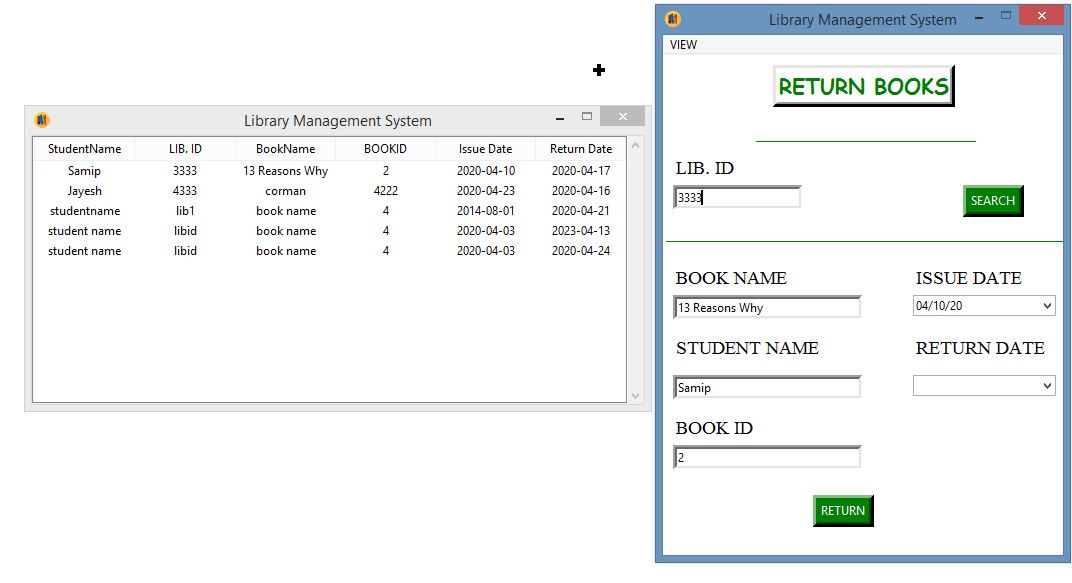 Library Management System
StudentName LIB. ID BookName BOOKID Issue Date Return Date
Samip 3333 13 Reasons Why 2 2020-04-10 2020-04-17
Jayesh 4333 corman 4222 2020-04-23 2020-04-16
studentname lib1 book name 4 2014-08-01 2020-04-21
student name libid book name 4 2020-04-03 2023-04-13
student name libid book name 4 2020-04-03 2020-04-24
Library Management System
VIEW
RETURN BOOKS
LIB. ID
3333 SEARCH
BOOK NAME ISSUE DATE
13 Reasons Why 04/10/20
STUDENT NAME RETURN DATE
Samip
BOOK ID
2
RETURN